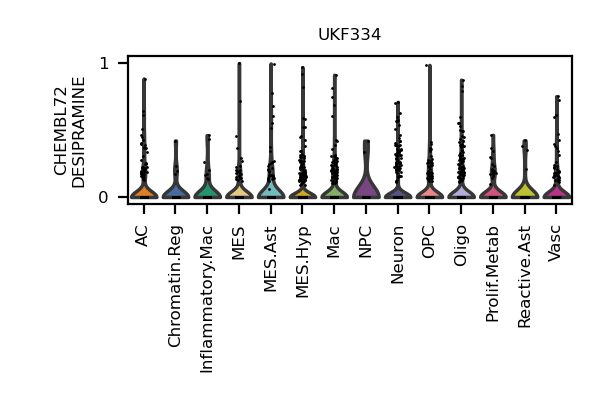 UKF334
CHEMBL72
DESIPRAMINE
1
0
AC
Chromatin.Reg
Inflammatory.Mac
MES
MES.Ast
MES.Hyp
Mac
NPC
Neuron
OPC
Oligo
Prolif.Metab
Reactive.Ast
Vasc